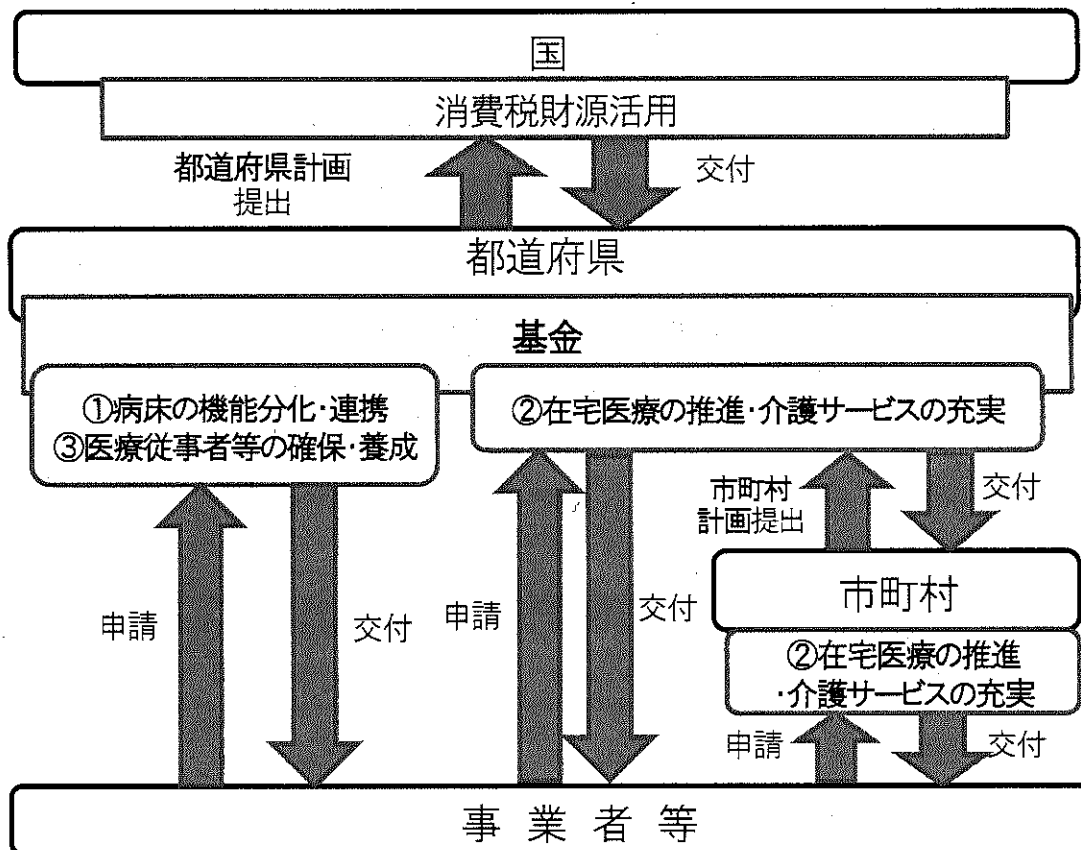 国
消費税財源活用
都道府県計画
提出
交付
都道府県
基金
①病床の機能分化・連携
③医療従事者等の確保・養成
②在宅医療の推進・介護サービスの充実
市町村
計画提出
交付
市町村
②在宅医療の推進
・介護サービスの充実
申請
交付
申請
交付
申請
交付
事業者等